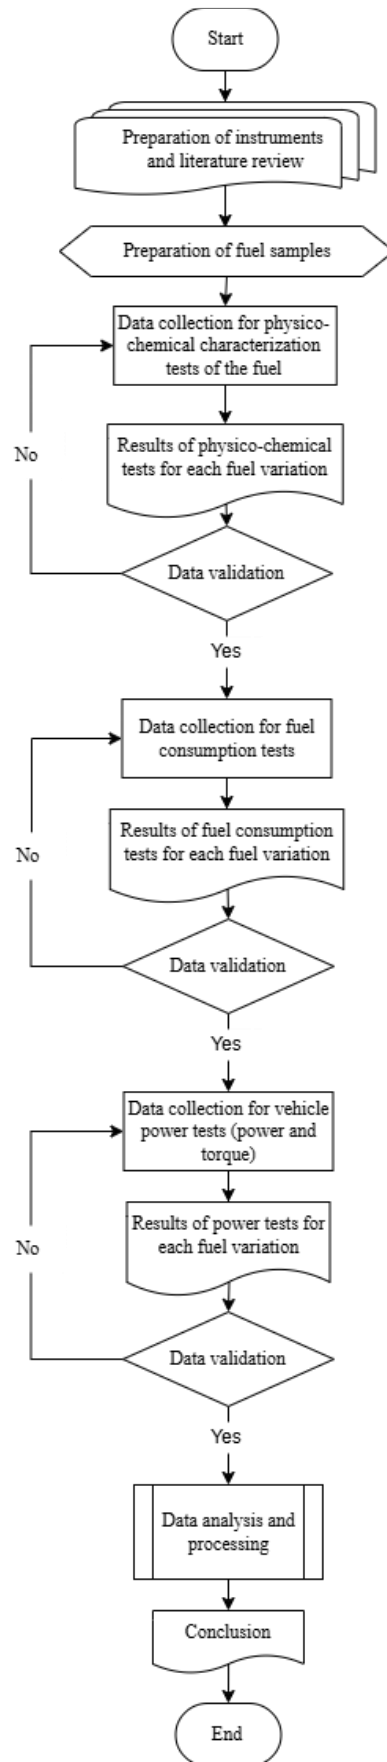 Start
Preparation of instruments
and literature review
Preparation of fuel samples
Data collection for physico-
chemical characterization
tests of the fuel
No
Results of physico-chemical
tests for each fuel variation
Data validation
Yes
Data collection for fuel
consumption tests
Results of fuel consumption
tests for each fuel variation
No
Data validation
Yes
Data collection for vehicle
power tests (power and
torque)
Results of power tests for
each fuel variation
No
Data validation
Yes
Data analysis and
processing
Conclusion
End